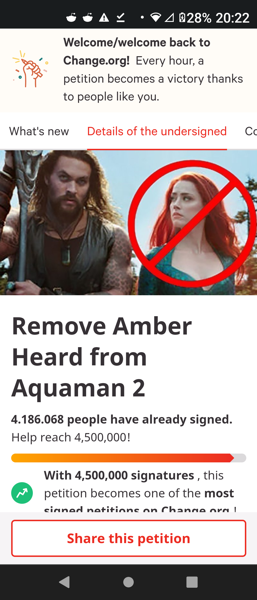 28% 20:22
Welcome/welcome back to
Change.org! Every hour, a
petition becomes a victory thanks
to people like you.
What's new Details of the undersigned Co
Remove Amber
Heard from
Aquaman 2
4.186.068 people have already signed.
Help reach 4,500,000!
With 4,500,000 signatures , this
petition becomes one of the most
signed petitions on Change.org !
Share this petition